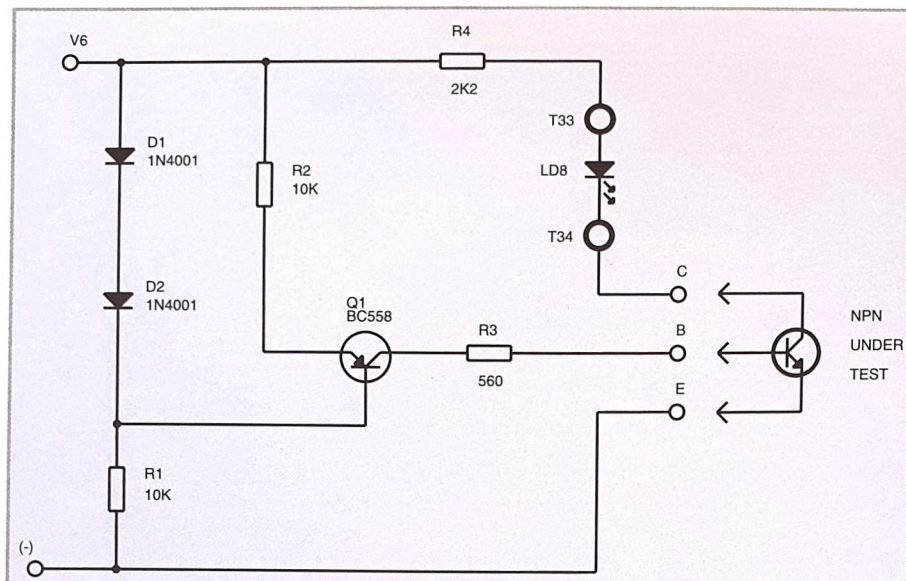 V6
R4
2K2
D1
1N4001
R2
10K
T33
LD8
T34
D2
1N4001
Q1
BC558
R3
560
C
B
E
NPN
UNDER
TEST
R1
10K
(-)